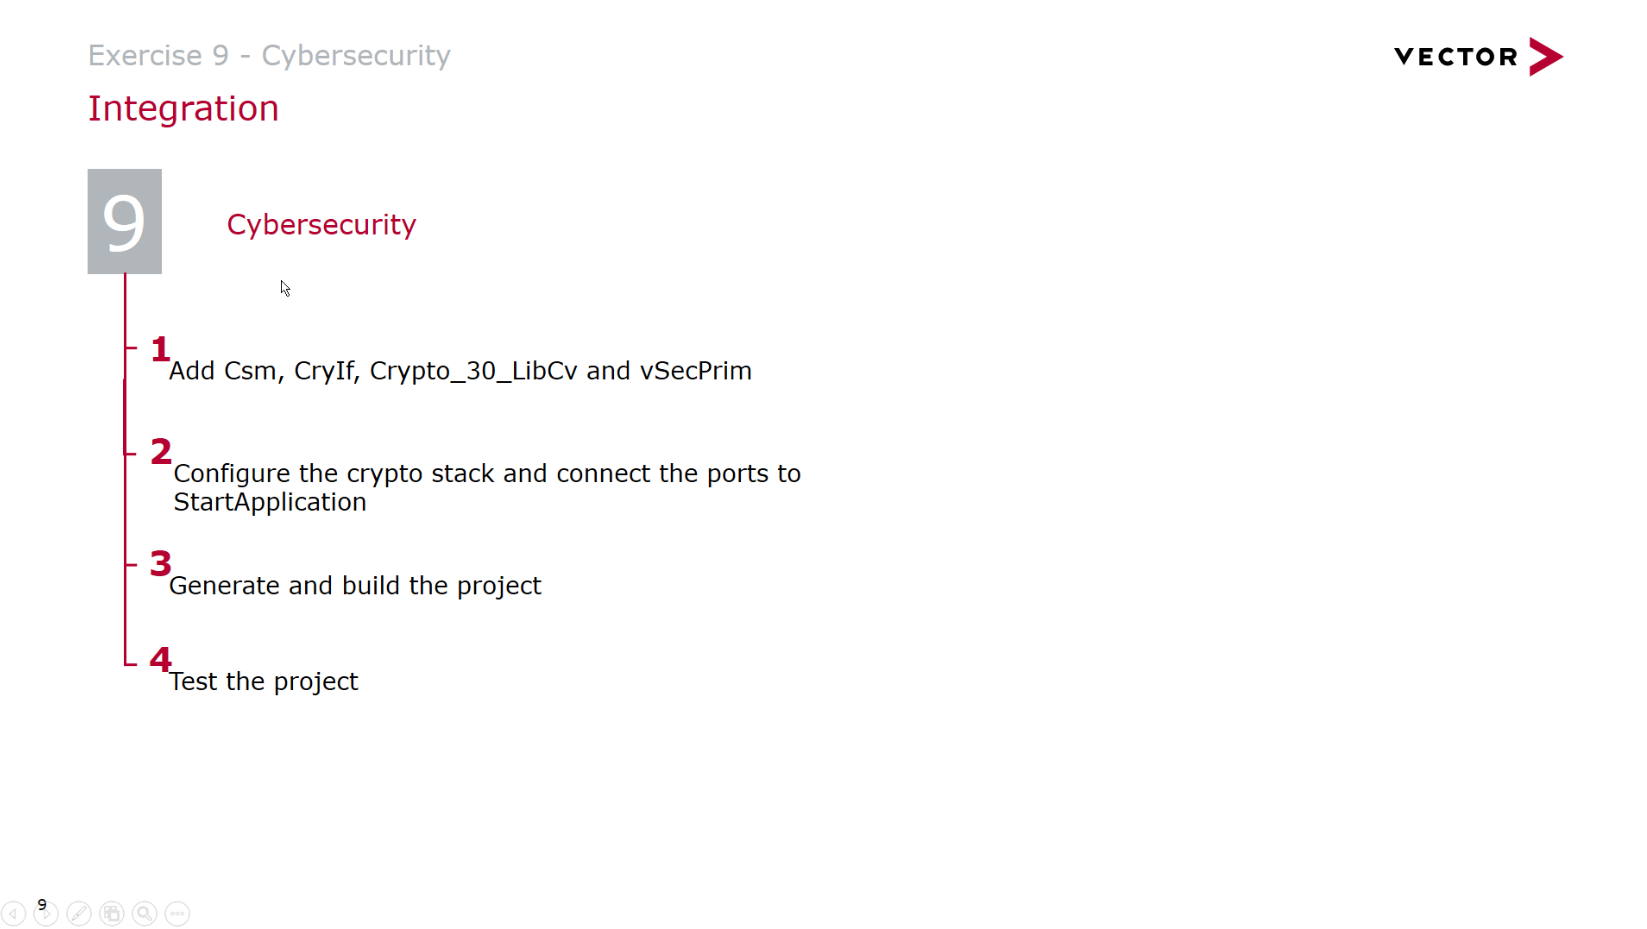 Exercise 9 - Cybersecurity
VECTOR
Integration
9
Cybersecurity
1
Add Csm, CryIf, Crypto_30_LibCv and vSecPrim
2
Configure the crypto stack and connect the ports to
StartApplication
3
Generate and build the project
4
Test the project
9